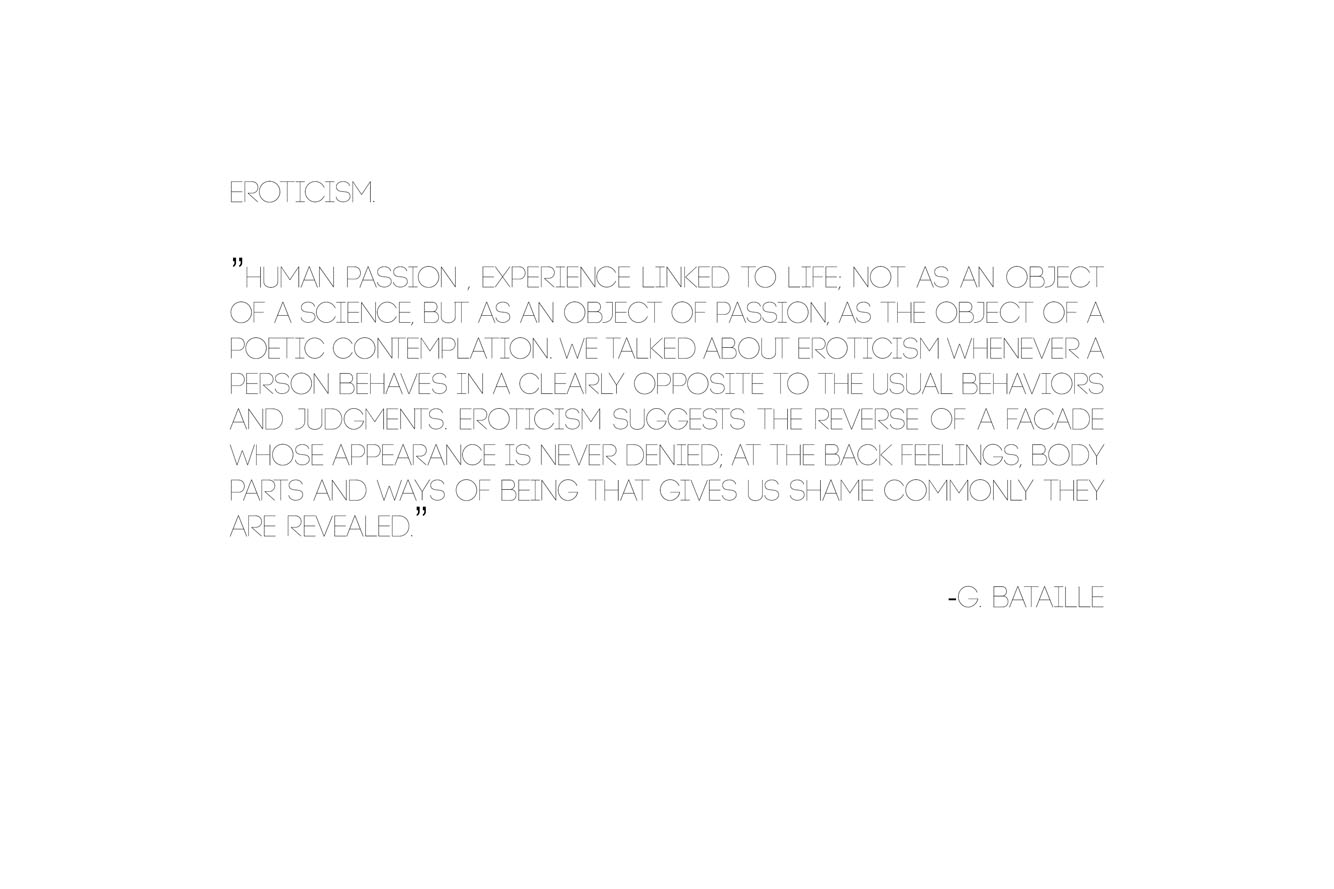 EROTICISM.
”HUMAN PASSION , EXPERIENCE LINKED TO LIFE; NOT AS AN OBJECT
OF A SCIENCE, BUT AS AN OBJECT OF PASSION, AS THE OBJECT OF A
POETIC CONTEMPLATION. WE TALKED ABOUT EROTICISM WHENEVER A
PERSON BEHAVES IN A CLEARLY OPPOSITE TO THE USUAL BEHAVIORS
AND JUDGMENTS. EROTICISM SUGGESTS THE REVERSE OF A FACADE
WHOSE APPEARANCE IS NEVER DENIED; AT THE BACK FEELINGS, BODY
PARTS AND WAYS OF BEING THAT GIVES US SHAME COMMONLY THEY
ARE REVEALED.”
-G. BATAILLE